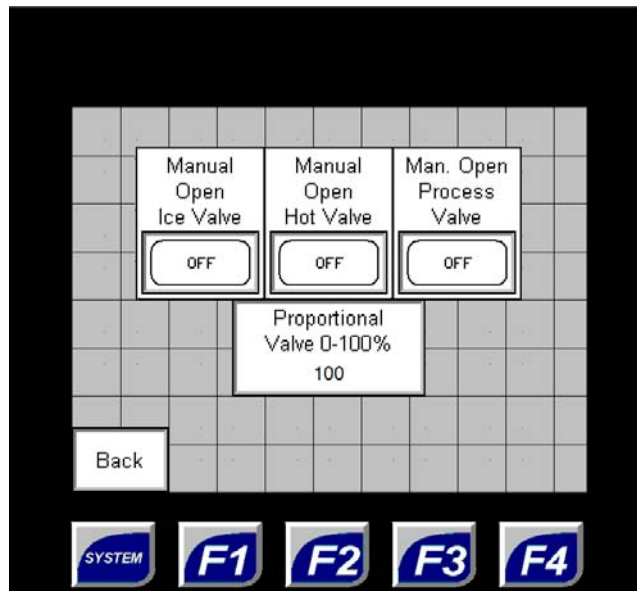 Manual
Open
Ice Valve
OFF
Manual
Open
Hot Valve
OFF
Man. Open
Process
Valve
OFF
Proportional
Valve 0-100%
100
Back
SYSTEM
F1
F2
F3
F4